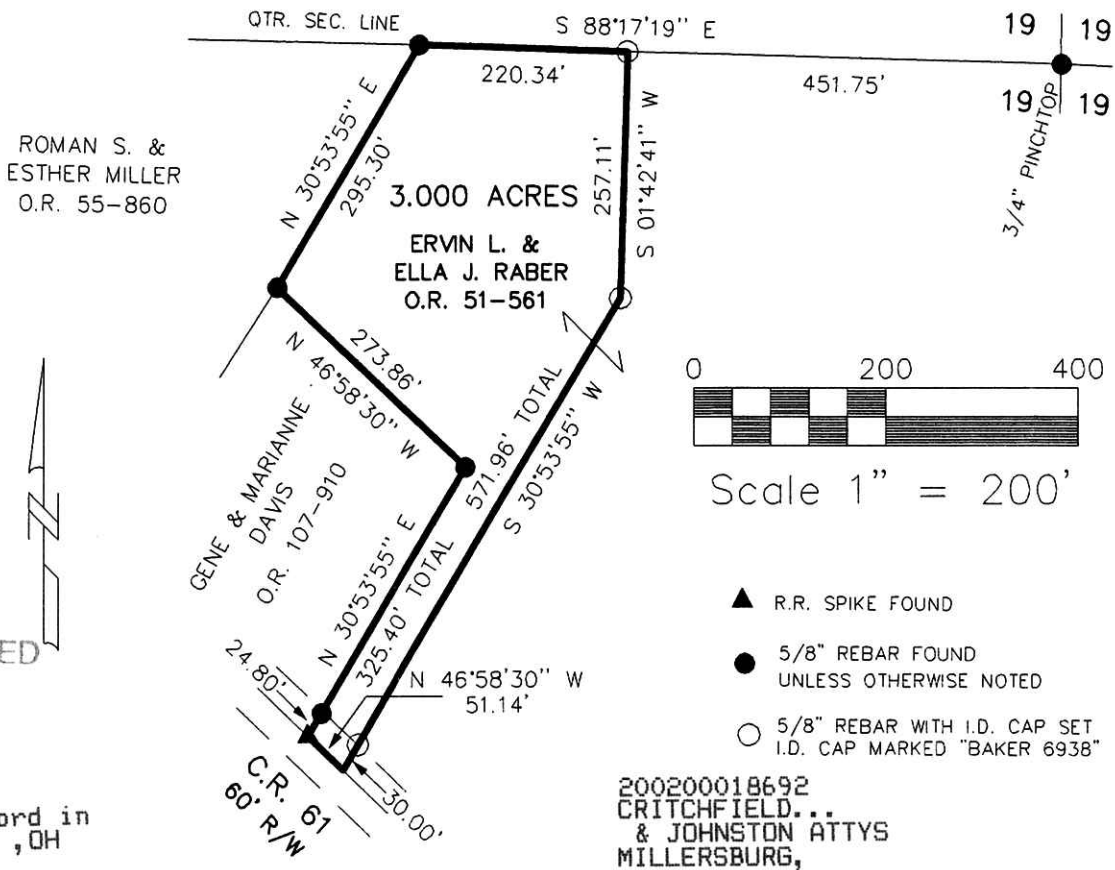 QTR. SEC. LINE
S 88°17'19" E
19 19
220.34'
451.75'
19 19
3/4" PINCHTOP
ROMAN S. &
ESTHER MILLER
O.R. 55-860
N 30°53'55" E
295.30'
3.000 ACRES
ERVIN L. &
ELLA J. RABER
O.R. 51-561
257.11'
S 01°42'41" W
273.86'
N 46°58'30" W
GENE & MARIANNE
DAVIS
O.R. 107-910
571.96' TOTAL
S 30°53'55" W
N 30°53'55" E
325.40' TOTAL
24.80'
N 46°58'30" W
51.14'
30.00'
C.R. 61
60' R/W
N
0 200 400
Scale 1" = 200'
R.R. SPIKE FOUND
5/8" REBAR FOUND
UNLESS OTHERWISE NOTED
5/8" REBAR WITH I.D. CAP SET
I.D. CAP MARKED "BAKER 6938"
ED
ord in
,OH
200200018692
CRITCHFIELD...
& JOHNSTON ATTYS
MILLERSBURG,